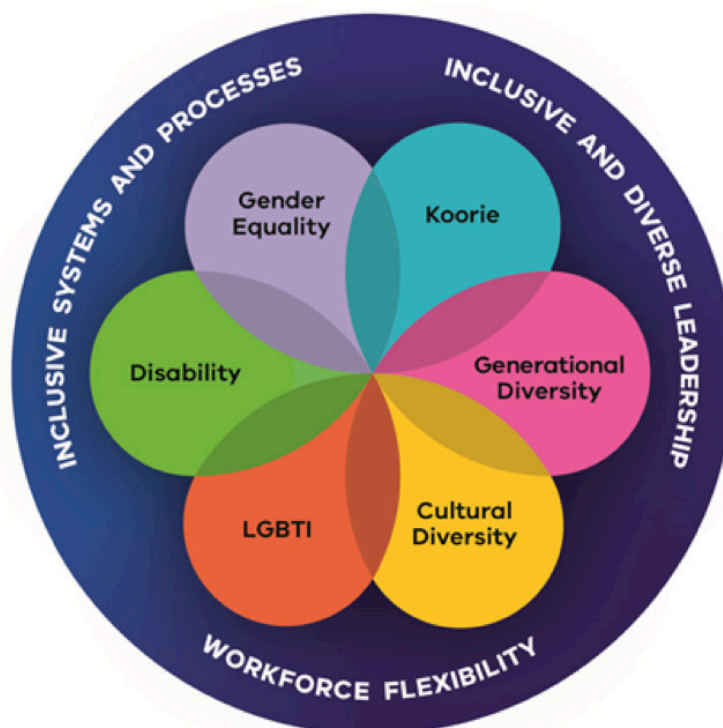 INCLUSIVE SYSTEMS AND PROCESSES
INCLUSIVE AND DIVERSE LEADERSHIP
Gender
Equality
Koorie
Disability
Generational
Diversity
LGBTI
Cultural
Diversity
WORKFORCE FLEXIBILITY